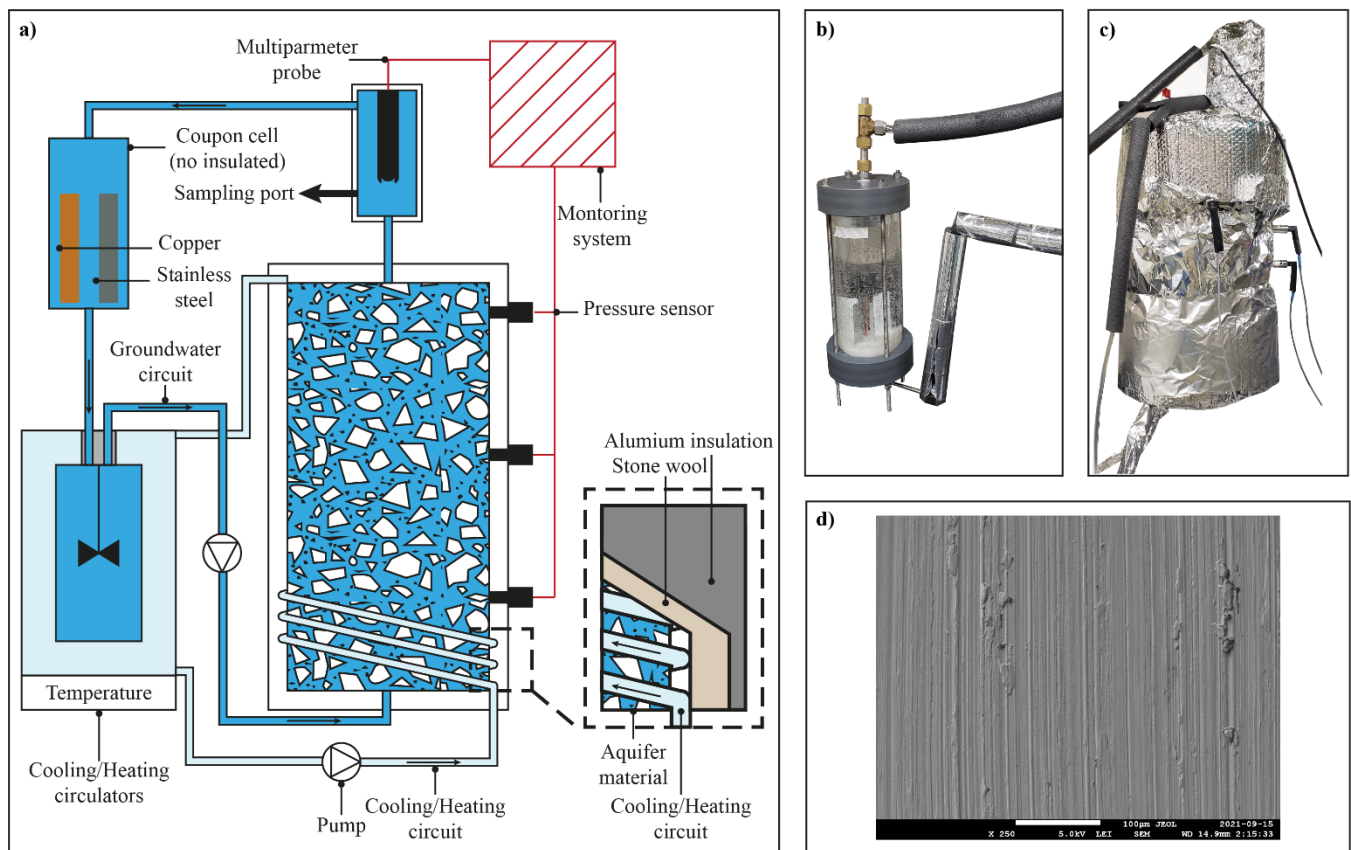 a)
Multiparmeter
probe
Coupon cell
(no insulated)
Sampling port
Montoring
system
Copper
Stainless
steel
Pressure sensor
Groundwater
circuit
Alumium insulation
Stone wool
Temperature
Aquifer
material
Cooling/Heating
circulators
Pump
Cooling/Heating
circuit
Cooling/Heating
circuit
b)
c)
d)
100µm JEOL 2021-09-15
X 250 5.0kV LEI SEM WD 14.9mm 2:15:33